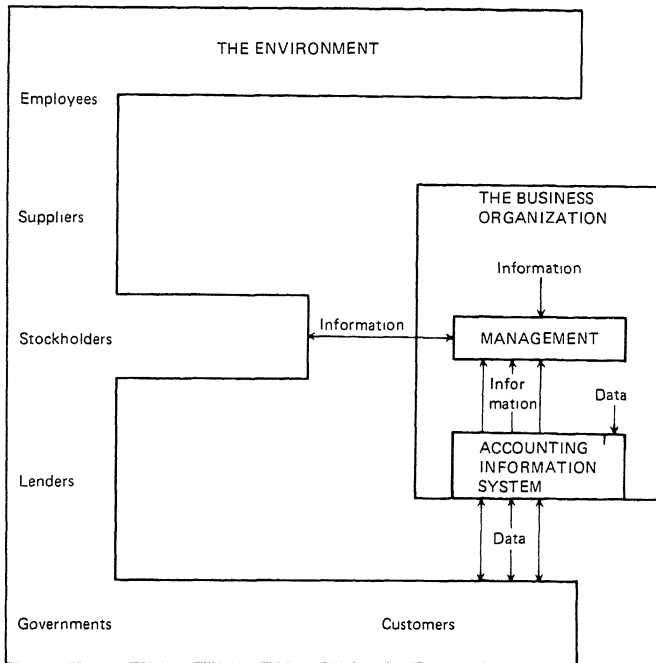 THE ENVIRONMENT
Employees
Suppliers
THE BUSINESS
ORGANIZATION
Information
Stockholders
Information
MANAGEMENT
Infor
mation
Data
Lenders
ACCOUNTING
INFORMATION
SYSTEM
Data
Governments
Customers